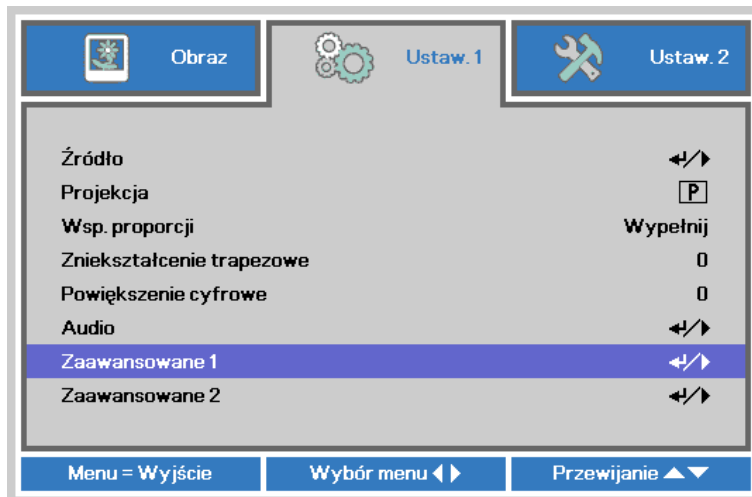 Obraz
Ustaw. 1
Ustaw. 2
Źródło
Projekcja P
Wsp. proporcji Wypełnij
Zniekształcenie trapezowe 0
Powiększenie cyfrowe 0
Audio
Zaawansowane 1
Zaawansowane 2
Menu = Wyjście
Wybór menu
Przewijanie